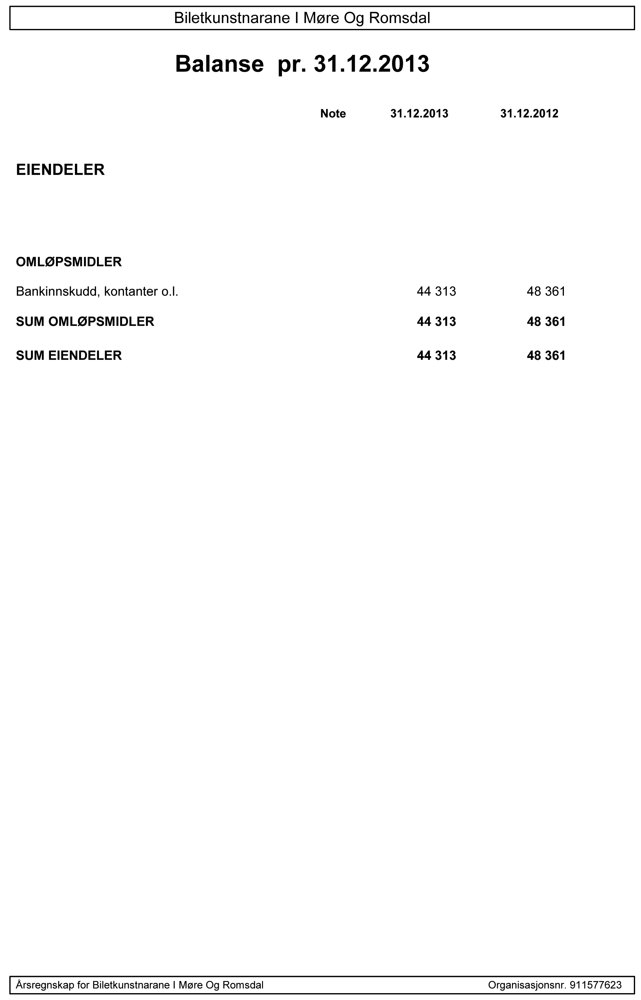 Biletkunstnarane I Møre Og Romsdal
Balanse pr. 31.12.2013
Note 31.12.2013 31.12.2012
EIENDELER
OMLØPSMIDLER
Bankinnskudd, kontanter o.l. 44 313 48 361
SUM OMLØPSMIDLER 44 313 48 361
SUM EIENDELER 44 313 48 361
Årsregnskap for Biletkunstnarane I Møre Og Romsdal Organisasjonsnr. 911577623